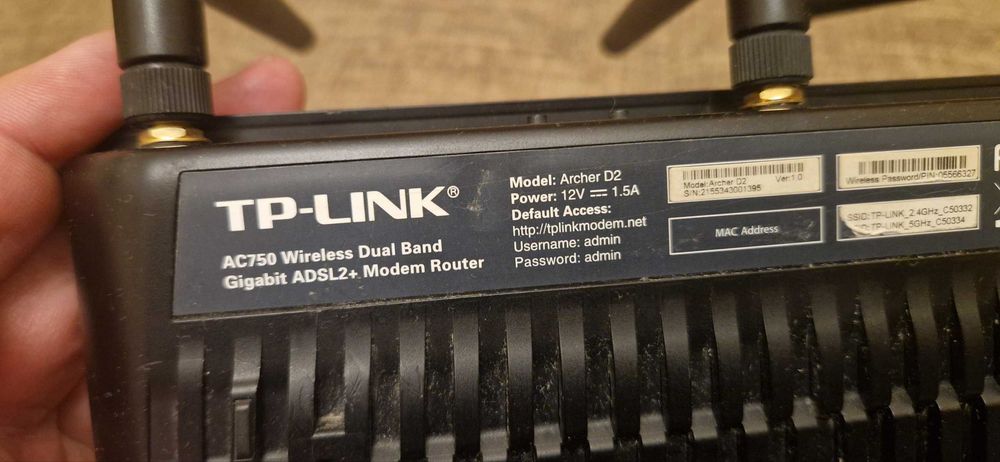 TP-LINK®
AC750 Wireless Dual Band
Gigabit ADSL2+ Modem Router
Model: Archer D2
Power: 12V ⎓ 1.5A
Default Access:
http://tplinkmodem.net
Username: admin
Password: admin
Model:Archer D2 Ver:1.0
S/N:2155343001395
MAC Address
Wireless Password/PIN:05566327
SSID:TP-LINK_2.4GHz_C50332
TP-LINK_5GHz_C50334